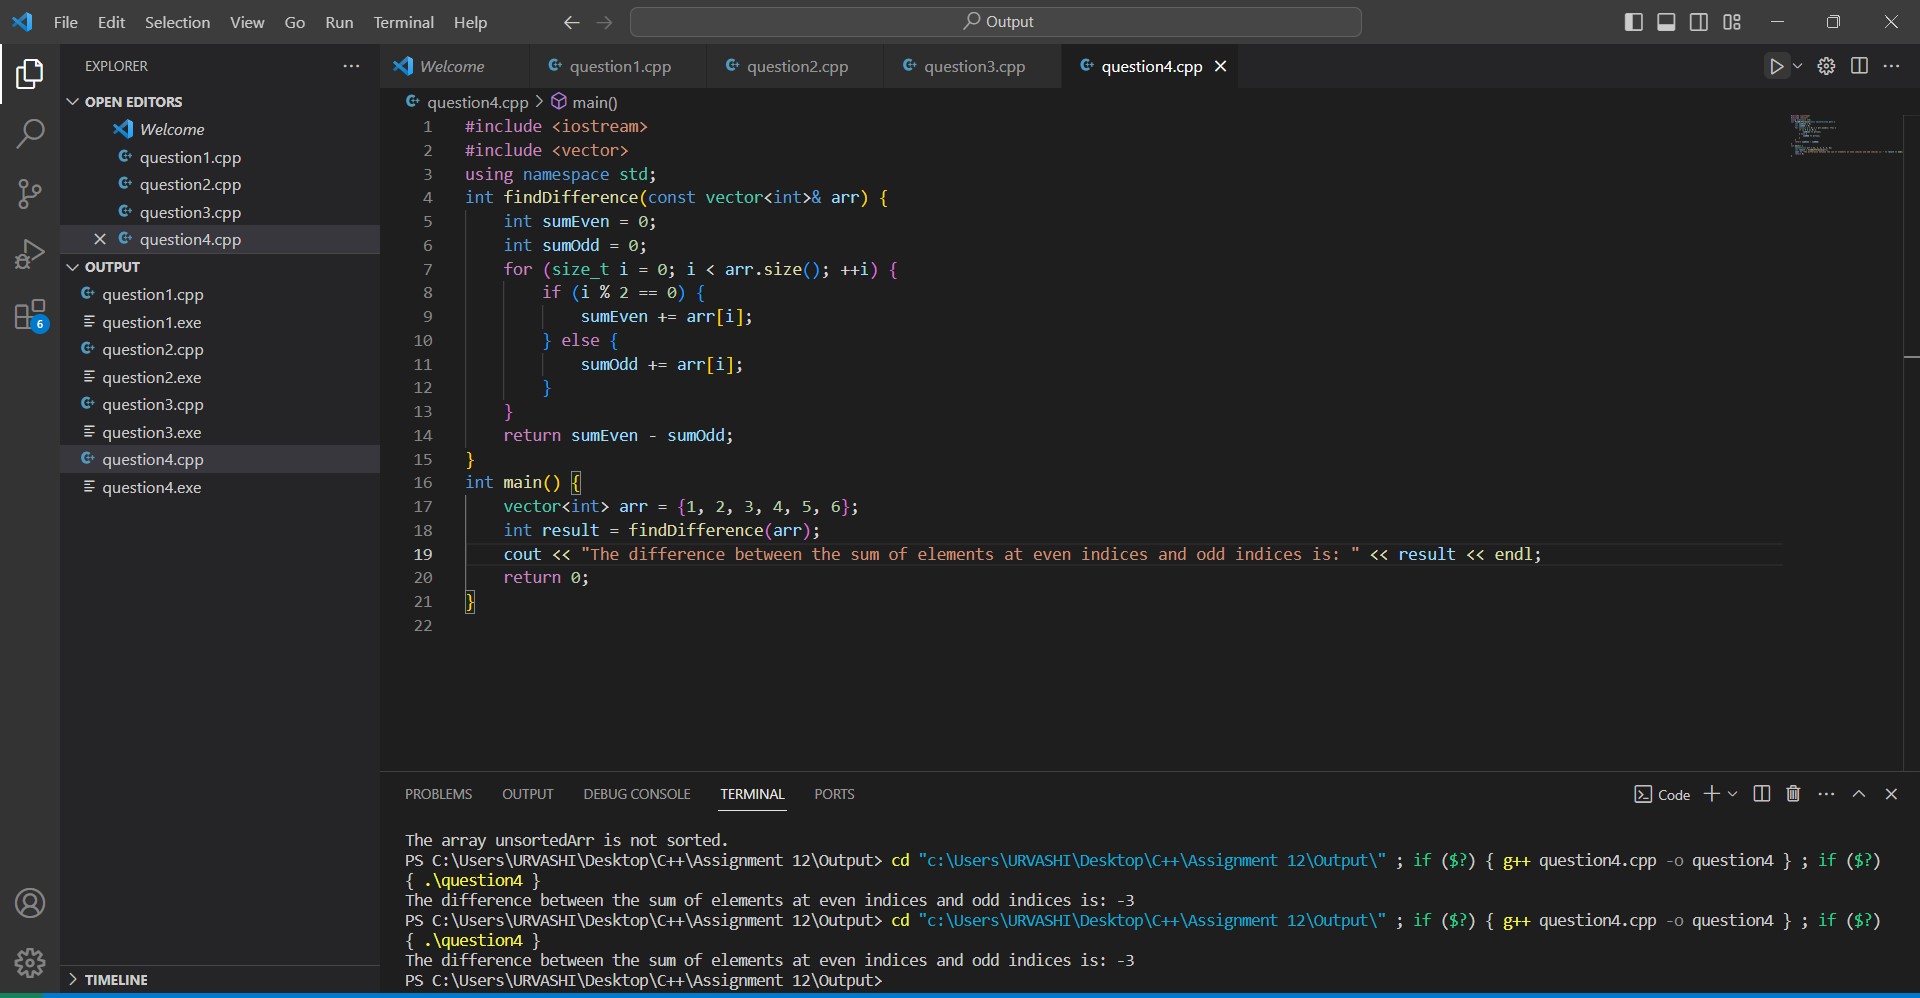 File Edit Selection View Go Run Terminal Help Output
EXPLORER
OPEN EDITORS
Welcome
question1.cpp
question2.cpp
question3.cpp
question4.cpp
OUTPUT
question1.cpp
question1.exe
question2.cpp
question2.exe
question3.cpp
question3.exe
question4.cpp
question4.exe
6
TIMELINE
Welcome question1.cpp question2.cpp question3.cpp question4.cpp
question4.cpp > main()
1 #include <iostream>
2 #include <vector>
3 using namespace std;
4 int findDifference(const vector<int>& arr) {
5 int sumEven = 0;
6 int sumOdd = 0;
7 for (size_t i = 0; i < arr.size(); ++i) {
8 if (i % 2 == 0) {
9 sumEven += arr[i];
10 } else {
11 sumOdd += arr[i];
12 }
13 }
14 return sumEven - sumOdd;
15 }
16 int main() {
17 vector<int> arr = {1, 2, 3, 4, 5, 6};
18 int result = findDifference(arr);
19 cout << "The difference between the sum of elements at even indices and odd indices is: " << result << endl;
20 return 0;
21 }
22
PROBLEMS OUTPUT DEBUG CONSOLE TERMINAL PORTS Code
The array unsortedArr is not sorted.
PS C:\Users\URVASHI\Desktop\C++\Assignment 12\Output> cd "c:\Users\URVASHI\Desktop\C++\Assignment 12\Output\" ; if ($?) { g++ question4.cpp -o question4 } ; if ($?)
{ .\question4 }
The difference between the sum of elements at even indices and odd indices is: -3
PS C:\Users\URVASHI\Desktop\C++\Assignment 12\Output> cd "c:\Users\URVASHI\Desktop\C++\Assignment 12\Output\" ; if ($?) { g++ question4.cpp -o question4 } ; if ($?)
{ .\question4 }
The difference between the sum of elements at even indices and odd indices is: -3
PS C:\Users\URVASHI\Desktop\C++\Assignment 12\Output>